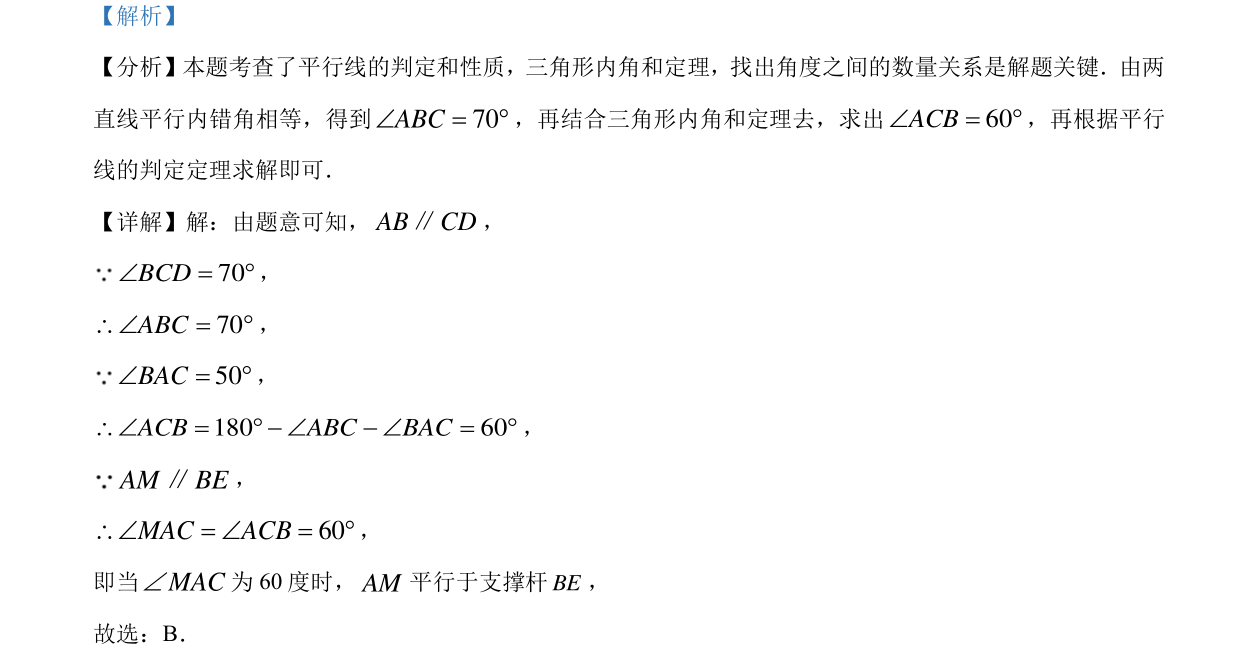 【解析】
【分析】本题考查了平行线的判定和性质，三角形内角和定理，找出角度之间的数量关系是解题关键．由两
直线平行内错角相等，得到∠ABC = 70°，再结合三角形内角和定理去，求出∠ACB = 60°，再根据平行
线的判定定理求解即可．
【详解】解：由题意可知，AB∥CD，
∵∠BCD = 70°，
∴∠ABC = 70°，
∵∠BAC = 50°，
∴∠ACB = 180° − ∠ABC − ∠BAC = 60°，
∵AM∥BE，
∴∠MAC = ∠ACB = 60°，
即当∠MAC为 60 度时，AM 平行于支撑杆BE，
故选：B．